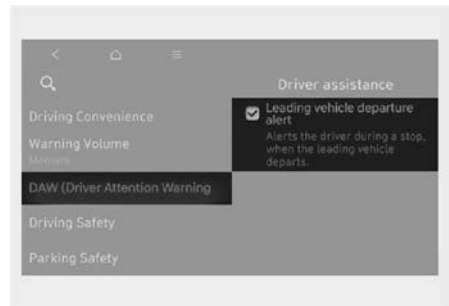 Driver assistance
Driving Convenience
Warning Volume
Medium
DAW (Driver Attention Warning
Driving Safety
Parking Safety
Leading vehicle departure
alert
Alerts the driver during a stop,
when the leading vehicle
departs.